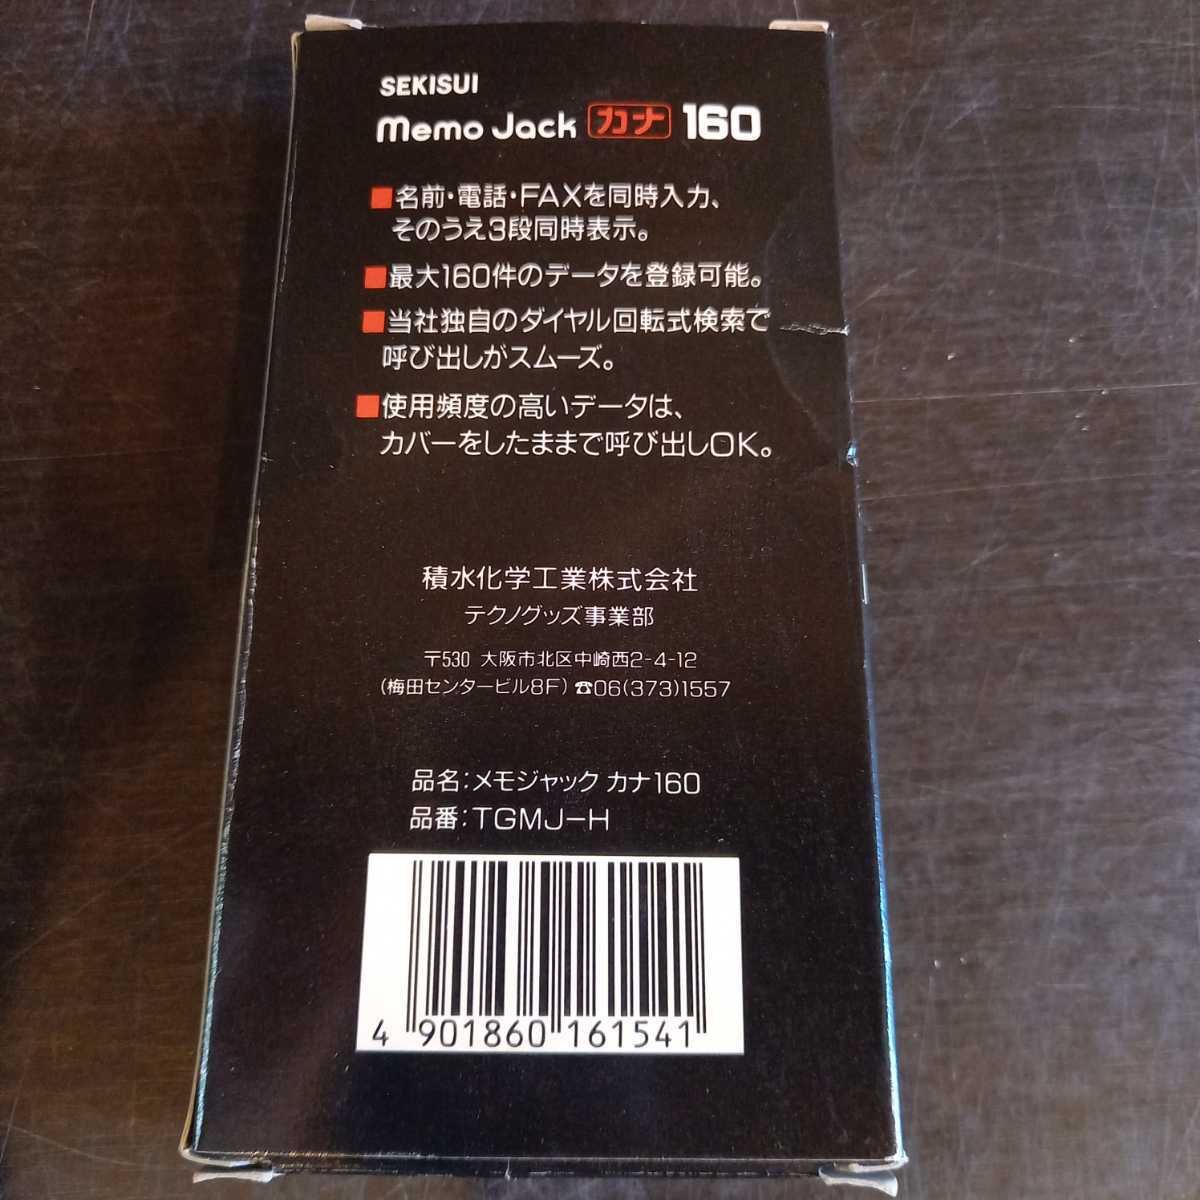 SEKISUI
memo Jack カナ 160
■名前・電話・FAXを同時入力、
そのうえ3段同時表示。
■最大160件のデータを登録可能。
■当社独自のダイヤル回転式検索で
呼び出しがスムーズ。
■使用頻度の高いデータは、
カバーをしたままで呼び出しOK。
積水化学工業株式会社
テクノグッズ事業部
〒530 大阪市北区中崎西2-4-12
(梅田センタービル8F) ☎06(373)1557
品名:メモジャック カナ160
品番:TGMJ-H
4 901860 161541